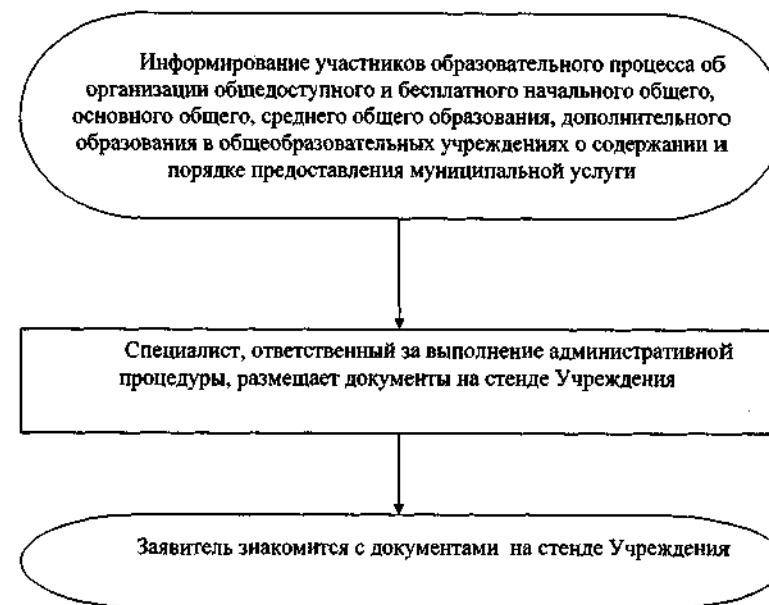 Информирование участников образовательного процесса об
организации общедоступного и бесплатного начального общего,
основного общего, среднего общего образования, дополнительного
образования в общеобразовательных учреждениях о содержании и
порядке предоставления муниципальной услуги
Специалист, ответственный за выполнение административной
процедуры, размещает документы на стенде Учреждения
Заявитель знакомится с документами на стенде Учреждения